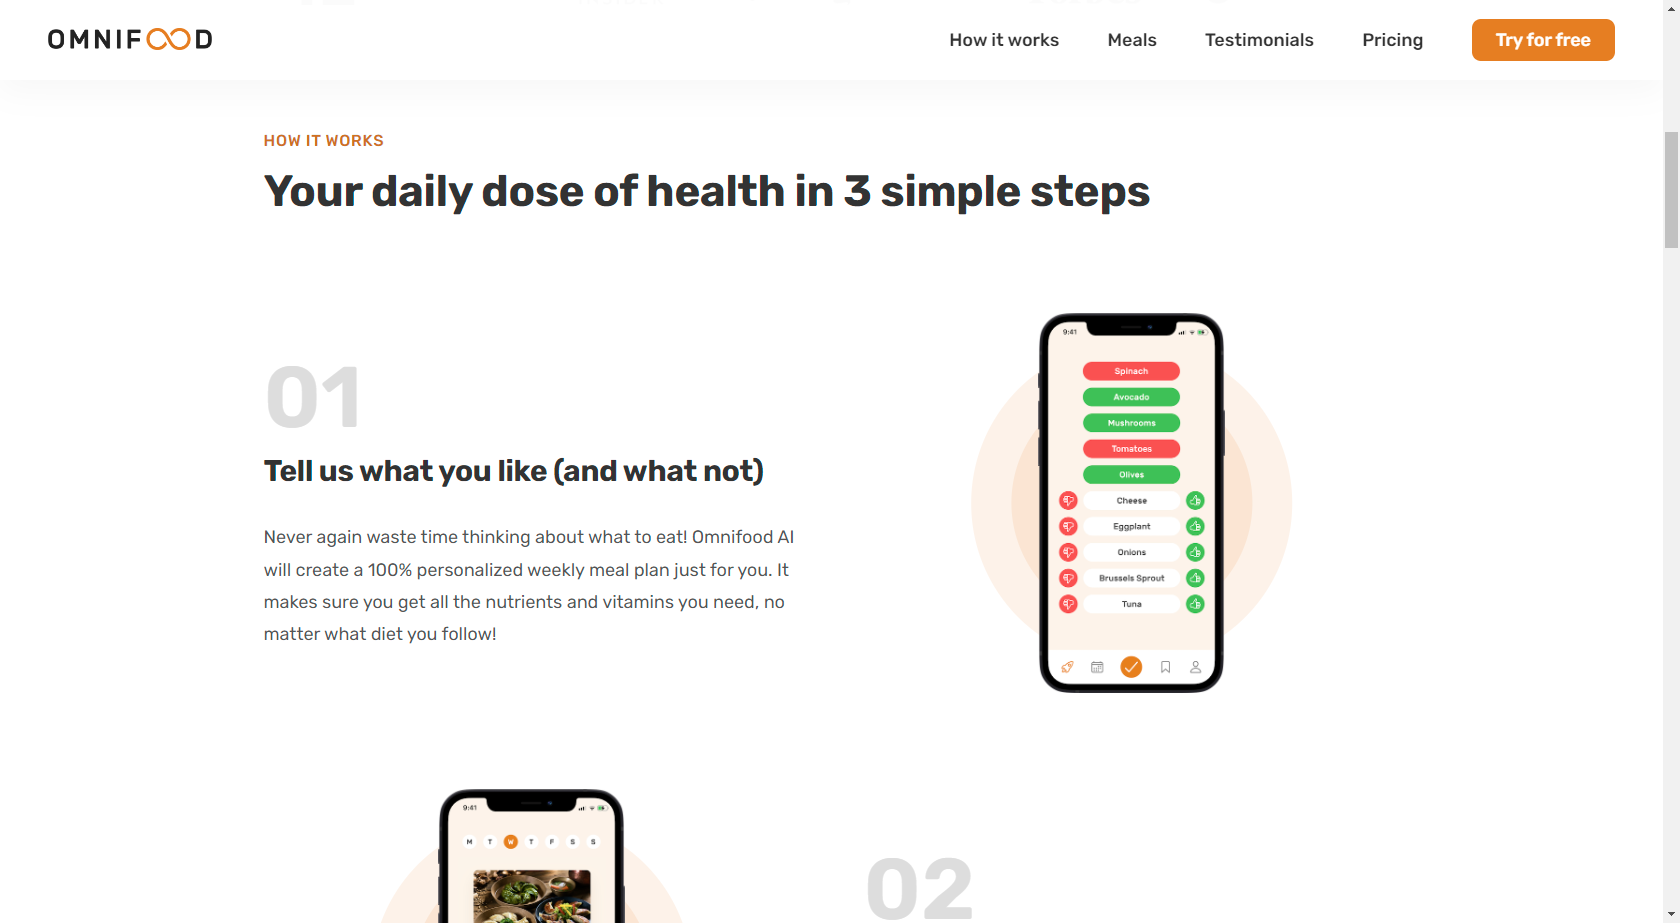 OMNIFOOD
How it works
Meals
Testimonials
Pricing
Try for free
HOW IT WORKS
Your daily dose of health in 3 simple steps
01
Tell us what you like (and what not)
Never again waste time thinking about what to eat! Omnifood AI
will create a 100% personalized weekly meal plan just for you. It
makes sure you get all the nutrients and vitamins you need, no
matter what diet you follow!
9:41
Spinach
Avocado
Mushrooms
Tomatoes
Olives
Cheese
Eggplant
Onions
Brussels Sprout
Tuna
9:41
M T W T F S S
02